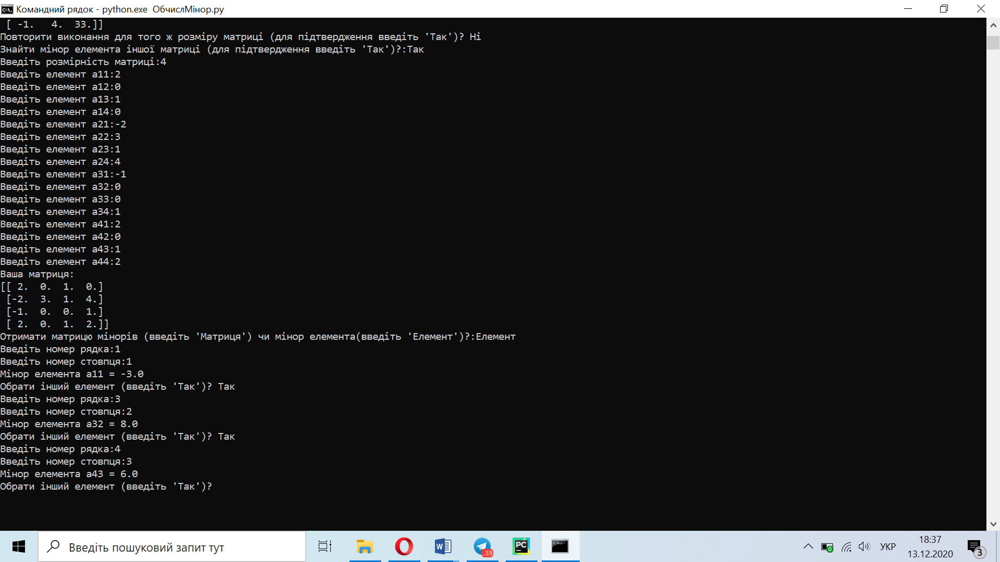 Командний рядок - python.exe  ОбчислМінор.py
 [ -1.   4.  33.]]
Повторити виконання для того ж розміру матриці (для підтвердження введіть 'Так')? Ні
Знайти мінор елемента іншої матриці (для підтвердження введіть 'Так')?:Так
Введіть розмірність матриці:4
Введіть елемент a11:2
Введіть елемент a12:0
Введіть елемент a13:1
Введіть елемент a14:0
Введіть елемент a21:-2
Введіть елемент a22:3
Введіть елемент a23:1
Введіть елемент a24:4
Введіть елемент a31:-1
Введіть елемент a32:0
Введіть елемент a33:0
Введіть елемент a34:1
Введіть елемент a41:2
Введіть елемент a42:0
Введіть елемент a43:1
Введіть елемент a44:2
Ваша матриця:
[[ 2.  0.  1.  0.]
 [-2.  3.  1.  4.]
 [-1.  0.  0.  1.]
 [ 2.  0.  1.  2.]]
Отримати матрицю мінорів (введіть 'Матриця') чи мінор елемента(введіть 'Елемент')?:Елемент
Введіть номер рядка:1
Введіть номер стовпця:1
Мінор елемента a11 = -3.0
Обрати інший елемент (введіть 'Так')? Так
Введіть номер рядка:3
Введіть номер стовпця:2
Мінор елемента a32 = 8.0
Обрати інший елемент (введіть 'Так')? Так
Введіть номер рядка:4
Введіть номер стовпця:3
Мінор елемента a43 = 6.0
Обрати інший елемент (введіть 'Так')?
Введіть пошуковий запит тут
W
..59
PC
УКР
18:37
13.12.2020
3